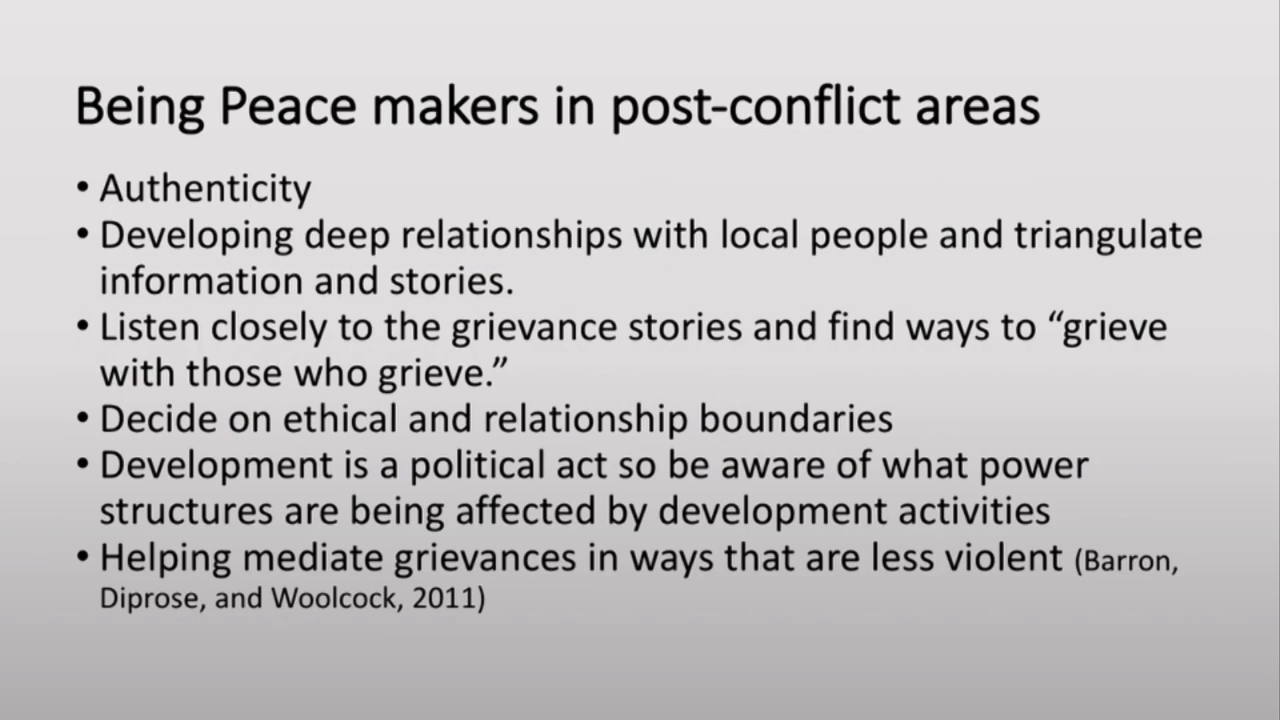 Being Peace makers in post-conflict areas
• Authenticity
• Developing deep relationships with local people and triangulate
information and stories.
• Listen closely to the grievance stories and find ways to “grieve
with those who grieve.”
• Decide on ethical and relationship boundaries
• Development is a political act so be aware of what power
structures are being affected by development activities
• Helping mediate grievances in ways that are less violent (Barron,
Diprose, and Woolcock, 2011)